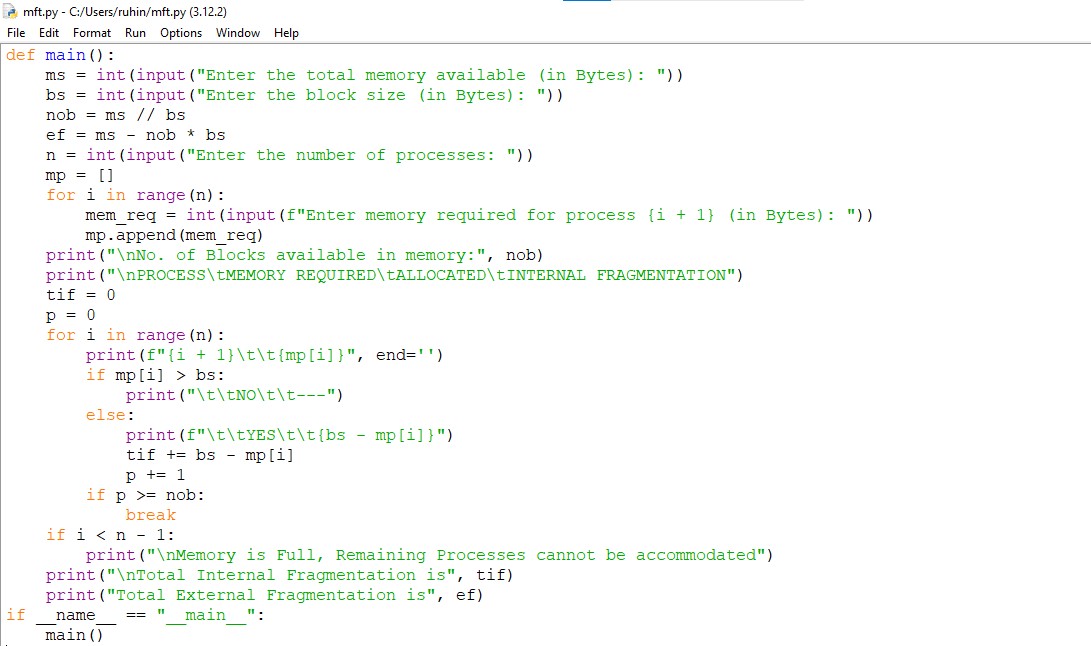 mft.py - C:/Users/ruhin/mft.py (3.12.2)
File Edit Format Run Options Window Help
def main():
    ms = int(input("Enter the total memory available (in Bytes): "))
    bs = int(input("Enter the block size (in Bytes): "))
    nob = ms // bs
    ef = ms - nob * bs
    n = int(input("Enter the number of processes: "))
    mp = []
    for i in range(n):
        mem_req = int(input(f"Enter memory required for process {i + 1} (in Bytes): "))
        mp.append(mem_req)
    print("\nNo. of Blocks available in memory:", nob)
    print("\nPROCESS\tMEMORY REQUIRED\tALLOCATED\tINTERNAL FRAGMENTATION")
    tif = 0
    p = 0
    for i in range(n):
        print(f"{i + 1}\t\t{mp[i]}", end='')
        if mp[i] > bs:
            print("\t\tNO\t\t---")
        else:
            print(f"\t\tYES\t\t{bs - mp[i]}")
            tif += bs - mp[i]
            p += 1
        if p >= nob:
            break
    if i < n - 1:
        print("\nMemory is Full, Remaining Processes cannot be accommodated")
    print("\nTotal Internal Fragmentation is", tif)
    print("Total External Fragmentation is", ef)
if __name__ == "__main__":
    main()